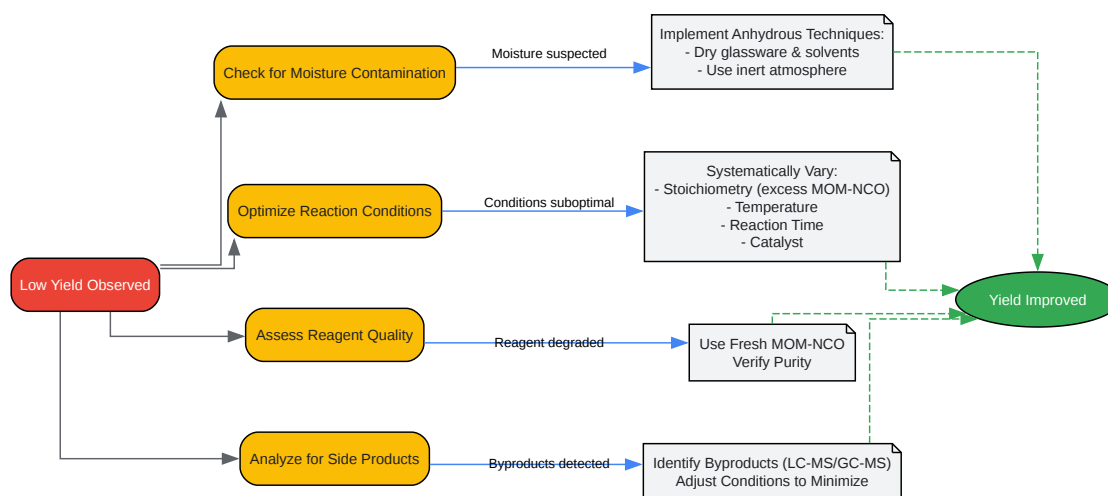 Low Yield Observed
Check for Moisture Contamination
Moisture suspected
Implement Anhydrous Techniques:
- Dry glassware & solvents
- Use inert atmosphere
Optimize Reaction Conditions
Conditions suboptimal
Systematically Vary:
- Stoichiometry (excess MOM-NCO)
- Temperature
- Reaction Time
- Catalyst
Assess Reagent Quality
Reagent degraded
Use Fresh MOM-NCO
Verify Purity
Analyze for Side Products
Byproducts detected
Identify Byproducts (LC-MS/GC-MS)
Adjust Conditions to Minimize
Yield Improved